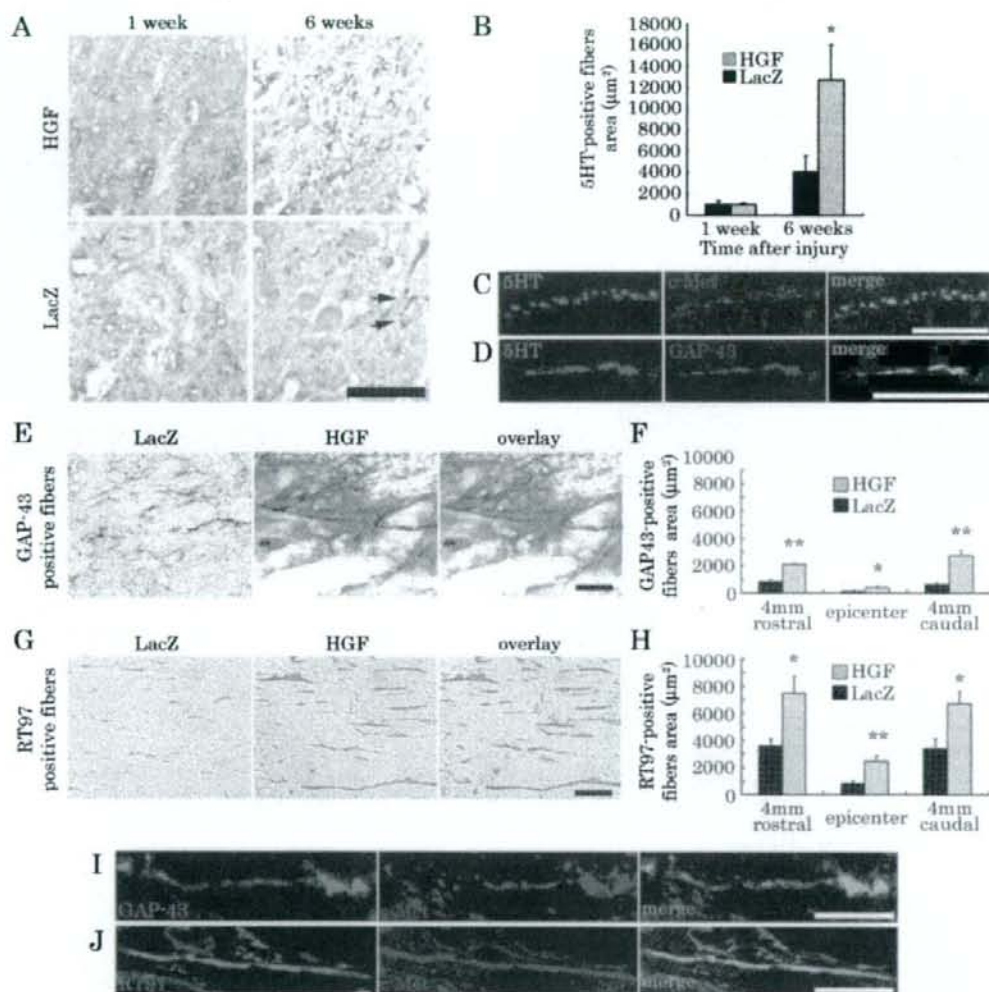 A
1 week
6 weeks
HGF
LacZ
B
18000
16000
14000
12000
10000
8000
6000
4000
2000
0
5HT-positive fibers
area (μm²)
*
HGF
LacZ
1 week
6 weeks
Time after injury
C
5HT
c-Met
merge
D
5HT
GAP-43
merge
E
LacZ
HGF
overlay
GAP-43
positive fibers
F
10000
8000
6000
4000
2000
0
GAP43-positive
fibers area (μm²)
HGF
LacZ
**
*
**
4mm
rostral
epicenter
4mm
caudal
G
LacZ
HGF
overlay
RT97
positive fibers
H
10000
8000
6000
4000
2000
0
RT97-positive
fibers area (μm²)
HGF
LacZ
*
**
*
4mm
rostral
epicenter
4mm
caudal
I
GAP-43
c-Met
merge
J
RT97
c-Met
merge